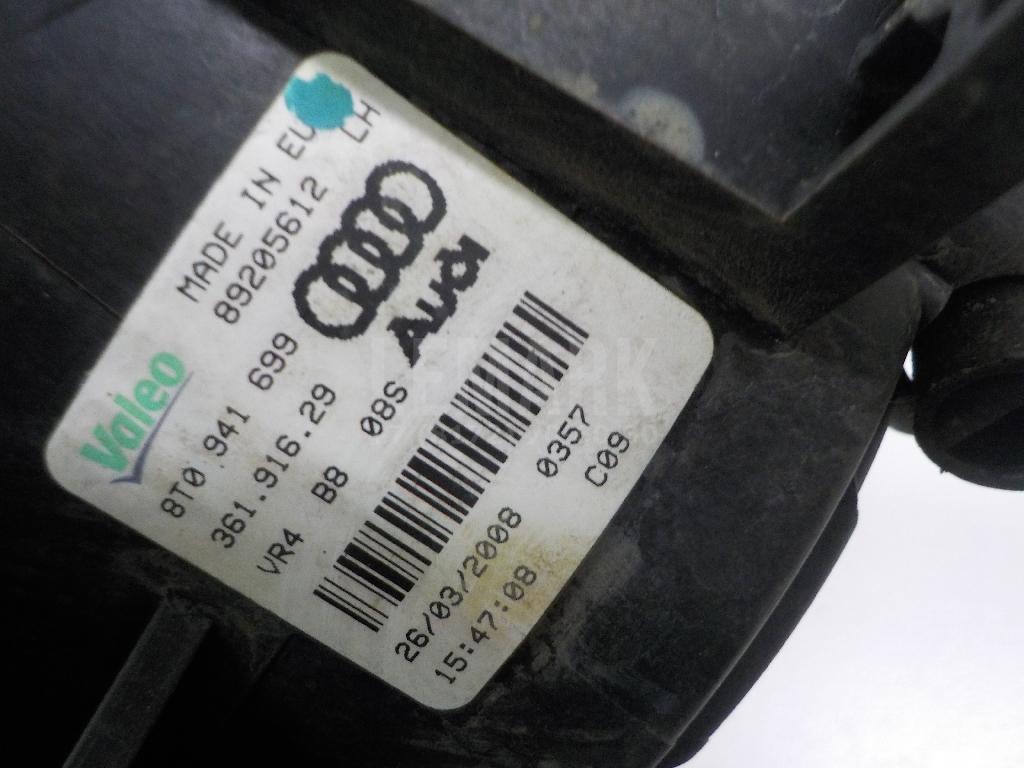 MADE IN EU
89205612 LH
Valeo
8T0 941 699
AUDI
361.916.29
VR4 B8 08S
26/03/2008 0357
15:47:08 C09